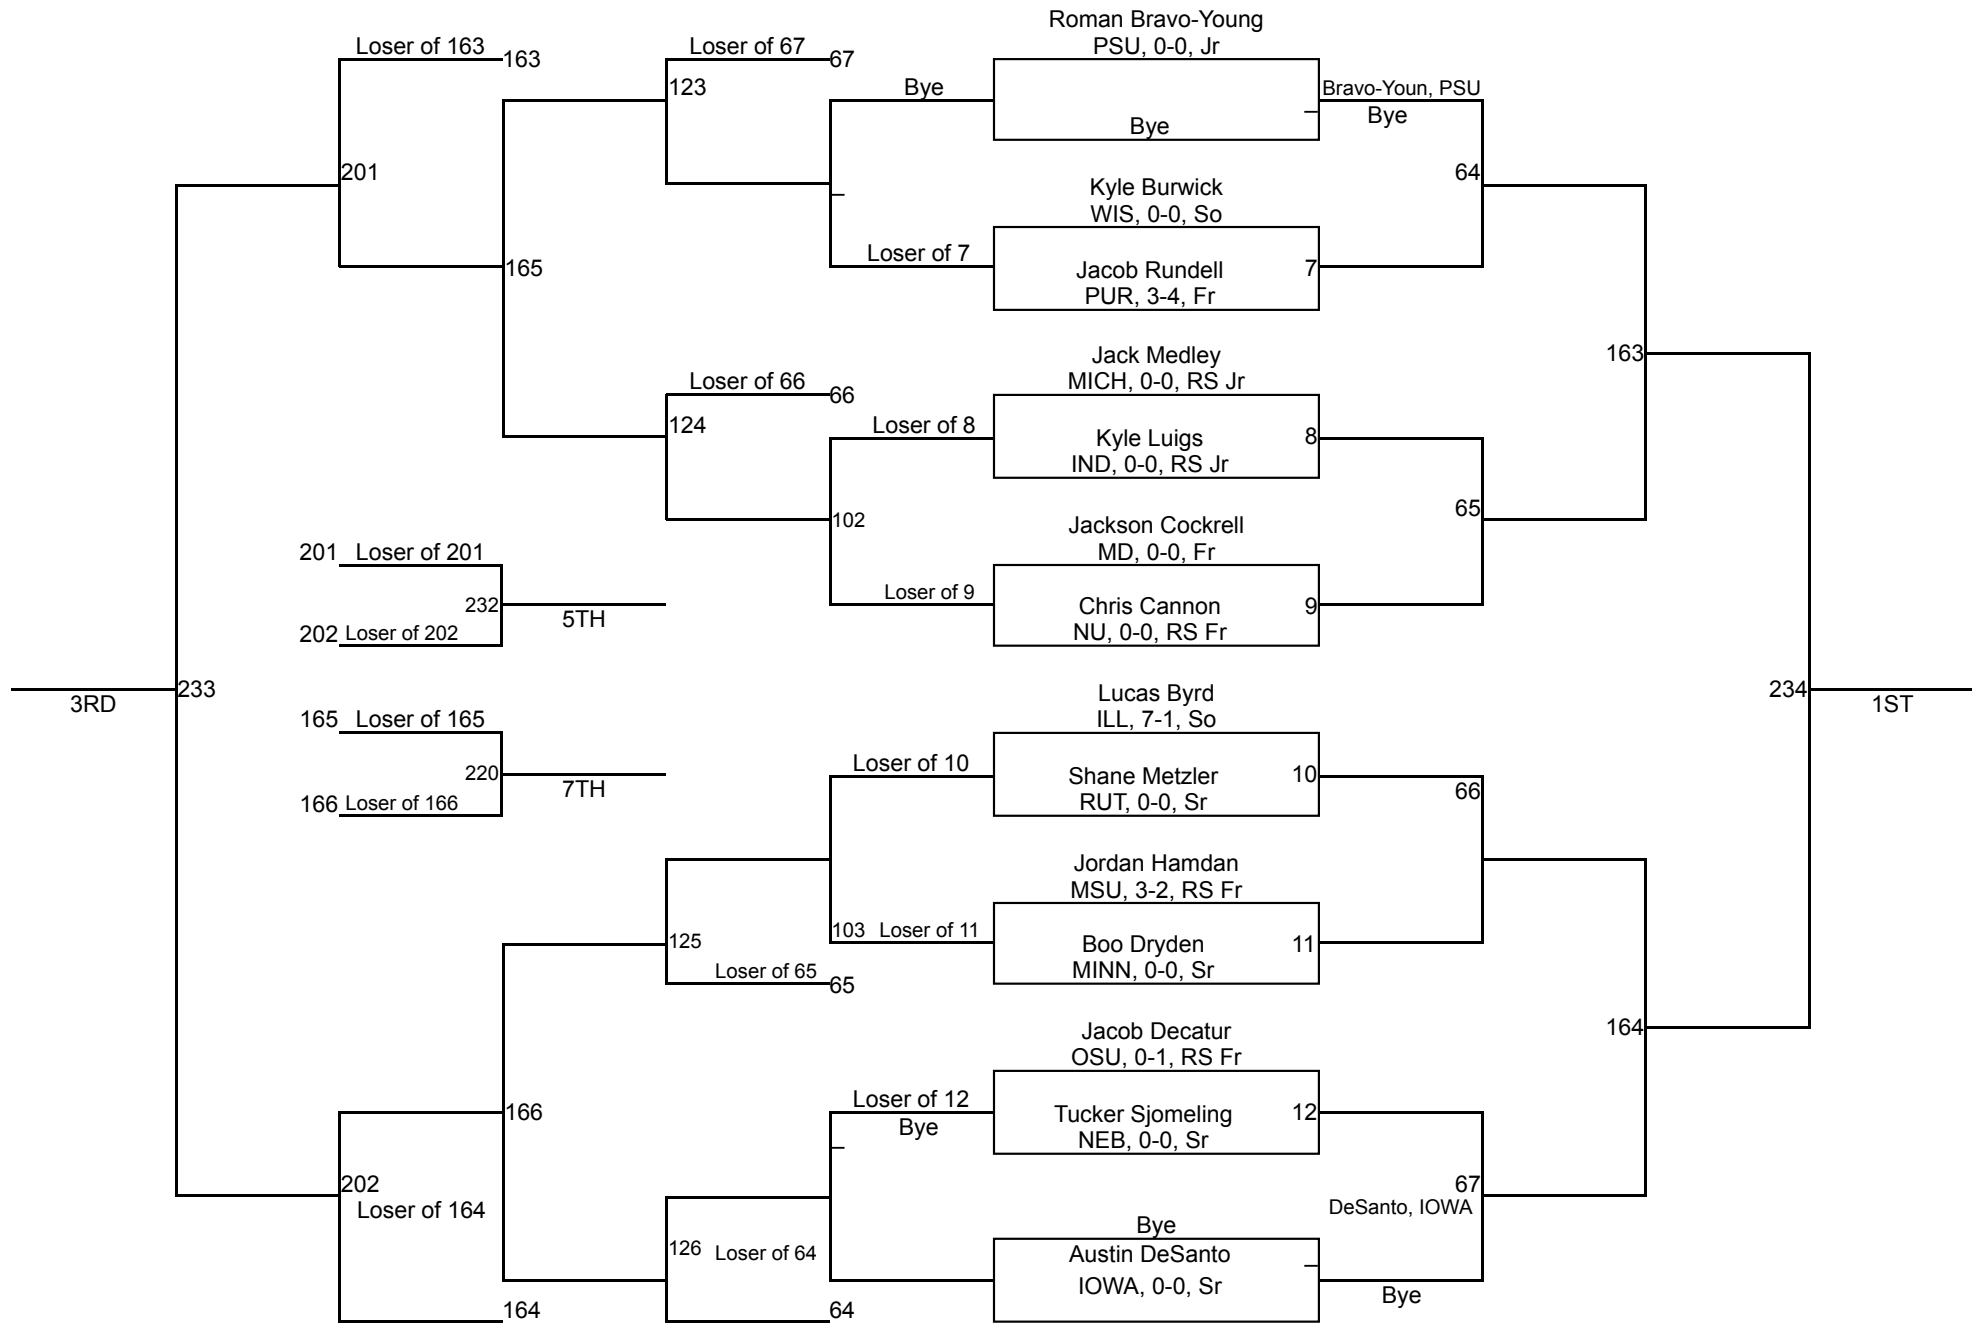 Roman Bravo-Young
Loser of 163
163
Loser of 67
67
PSU, 0-0, Jr
123
Bye
Bravo-Youn, PSU
Bye
Bye
201
64
Kyle Burwick
WIS, 0-0, So
Loser of 7
165
Jacob Rundell
7
PUR, 3-4, Fr
Jack Medley
163
Loser of 66
66
MICH, 0-0, RS Jr
124
Loser of 8
Kyle Luigs
8
IND, 0-0, RS Jr
65
102
Jackson Cockrell
201
Loser of 201
MD, 0-0, Fr
Loser of 9
232
5TH
Chris Cannon
9
202
Loser of 202
NU, 0-0, RS Fr
233
Lucas Byrd
234
3RD
1ST
165
Loser of 165
ILL, 7-1, So
Loser of 10
220
7TH
Shane Metzler
10
166
Loser of 166
RUT, 0-0, Sr
66
Jordan Hamdan
MSU, 3-2, RS Fr
103
Loser of 11
125
Boo Dryden
11
Loser of 65
65
MINN, 0-0, Sr
Jacob Decatur
164
OSU, 0-1, RS Fr
Loser of 12
166
Bye
Tucker Sjomeling
12
NEB, 0-0, Sr
202
67
Loser of 164
DeSanto, IOWA
Bye
126
Loser of 64
Austin DeSanto
IOWA, 0-0, Sr
Bye
164
64